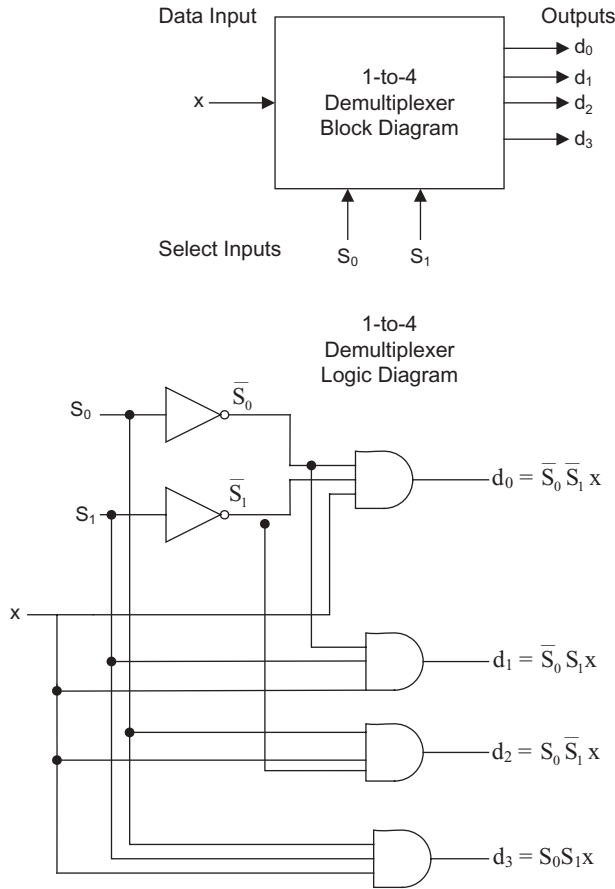 Data Input
Outputs
x
1-to-4
Demultiplexer
Block Diagram
d₀
d₁
d₂
d₃
Select Inputs
S₀
S₁
1-to-4
Demultiplexer
Logic Diagram
S₀
S̅₀
d₀ = S̅₀ S̅₁ x
S₁
S̅₁
x
d₁ = S̅₀ S₁x
d₂ = S₀ S̅₁ x
d₃ = S₀S₁x